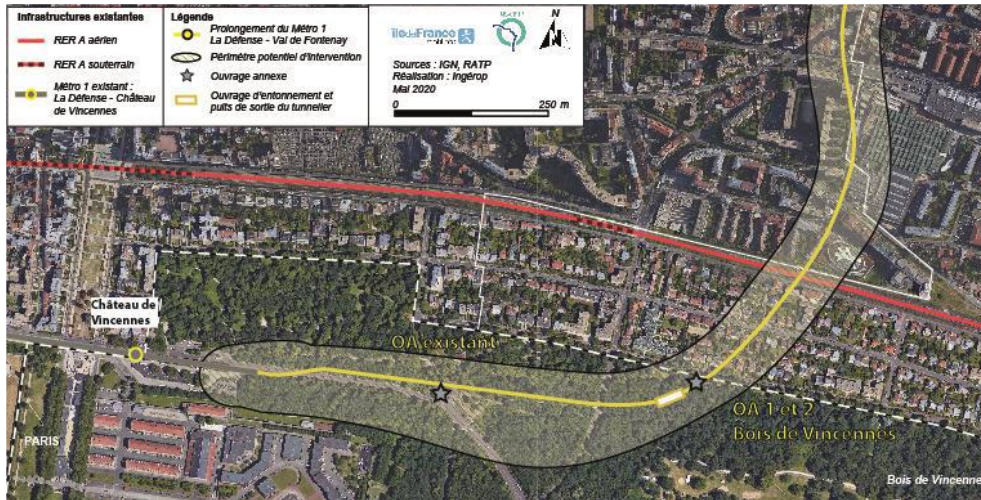 Infrastructures existantes
RER A aérien
RER A souterrain
Métro 1 existant :
La Défense - Château
de Vincennes
Légende
Prolongement du Métro 1
La Défense - Val de Fontenay
Périmètre potentiel d'intervention
Ouvrage annexe
Ouvrage d'entonnement et
puits de sortie du tunnelier
îledeFrance
N
Sources : IGN, RATP
Réalisation : Ingérop
Mai 2020
0 250 m
Château de
Vincennes
OA existant
OA 1 et 2
Bois de Vincennes
PARIS
Bois de Vincenne